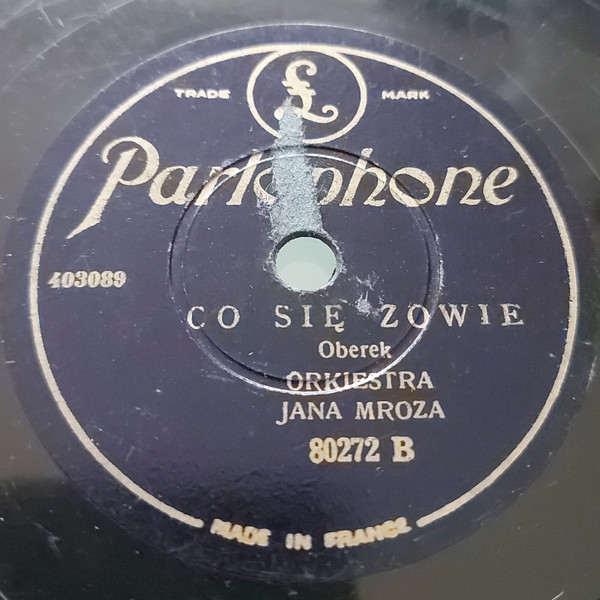 TRADE MARK
Parlophone
403089
CO SIĘ ZOWIE
Oberek
ORKIESTRA
JANA MROZA
80272 B
MADE IN FRANCE